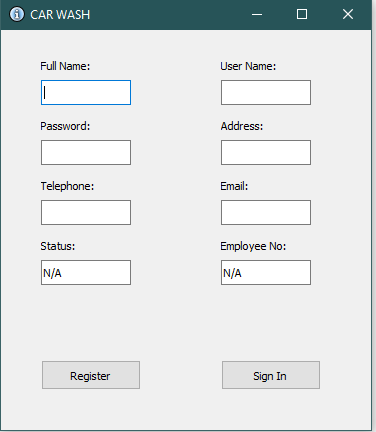 CAR WASH
Full Name: User Name:
Password: Address:
Telephone: Email:
Status: Employee No:
N/A N/A
Register Sign In